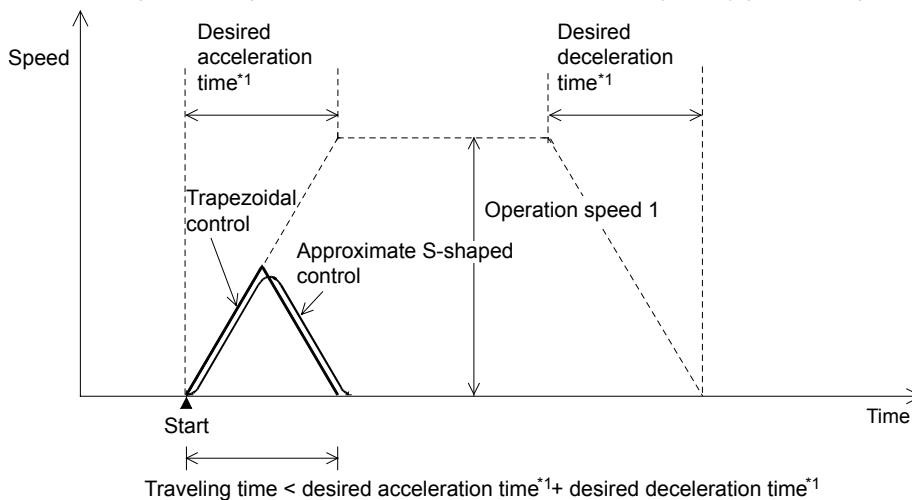 Desired
acceleration
time*1
Desired
deceleration
time*1
Speed
Trapezoidal
control
Operation speed 1
Approximate S-shaped
control
Start
Time
Traveling time < desired acceleration time*1+ desired deceleration time*1